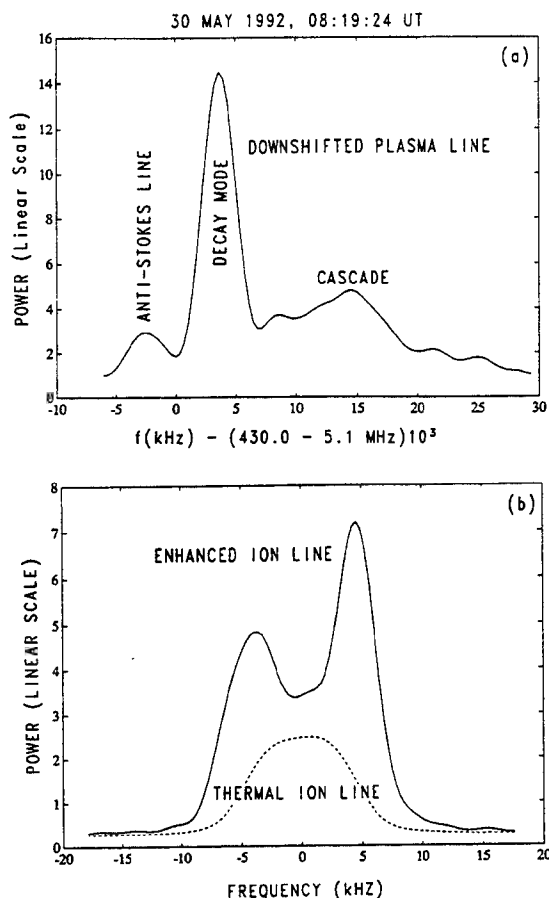 30 MAY 1992, 08:19:24 UT
(a)
16
14
12
10
8
6
4
2
0
POWER (Linear Scale)
ANTI-STOKES LINE
DECAY MODE
DOWNSHIFTED PLASMA LINE
CASCADE
-10 -5 0 5 10 15 20 25 30
f(kHz) - (430.0 - 5.1 MHz)10³
(b)
8
7
6
5
4
3
2
1
0
POWER (LINEAR SCALE)
ENHANCED ION LINE
THERMAL ION LINE
-20 -15 -10 -5 0 5 10 15 20
FREQUENCY (kHZ)